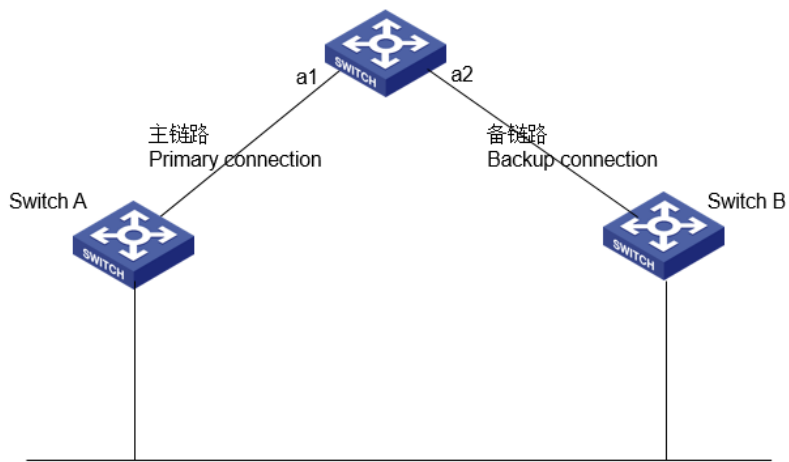 SWITCH
a1
a2
主链路
Primary connection
备链路
Backup connection
Switch A
Switch B
SWITCH
SWITCH